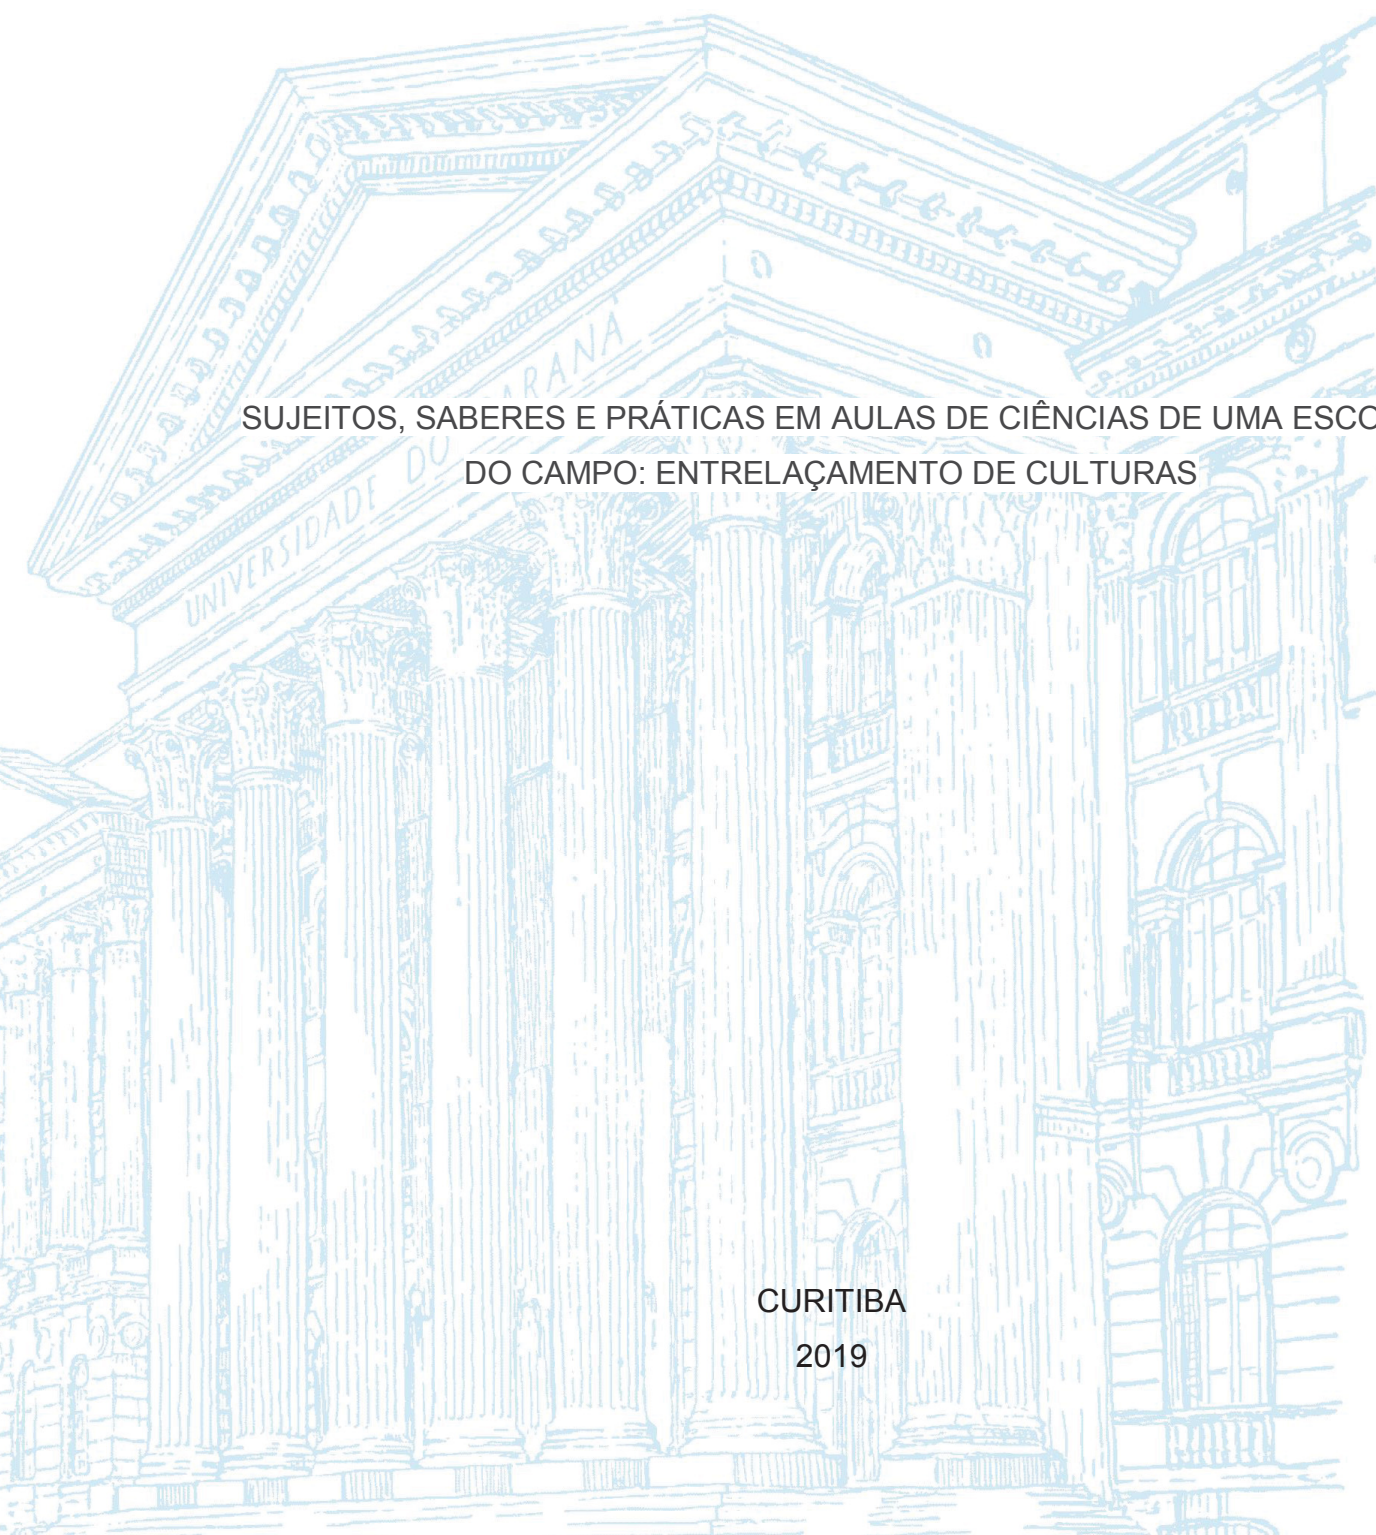 UNIVERSIDADE DO PARANÁ
SUJEITOS, SABERES E PRÁTICAS EM AULAS DE CIÊNCIAS DE UMA ESCO
DO CAMPO: ENTRELAÇAMENTO DE CULTURAS
CURITIBA
2019